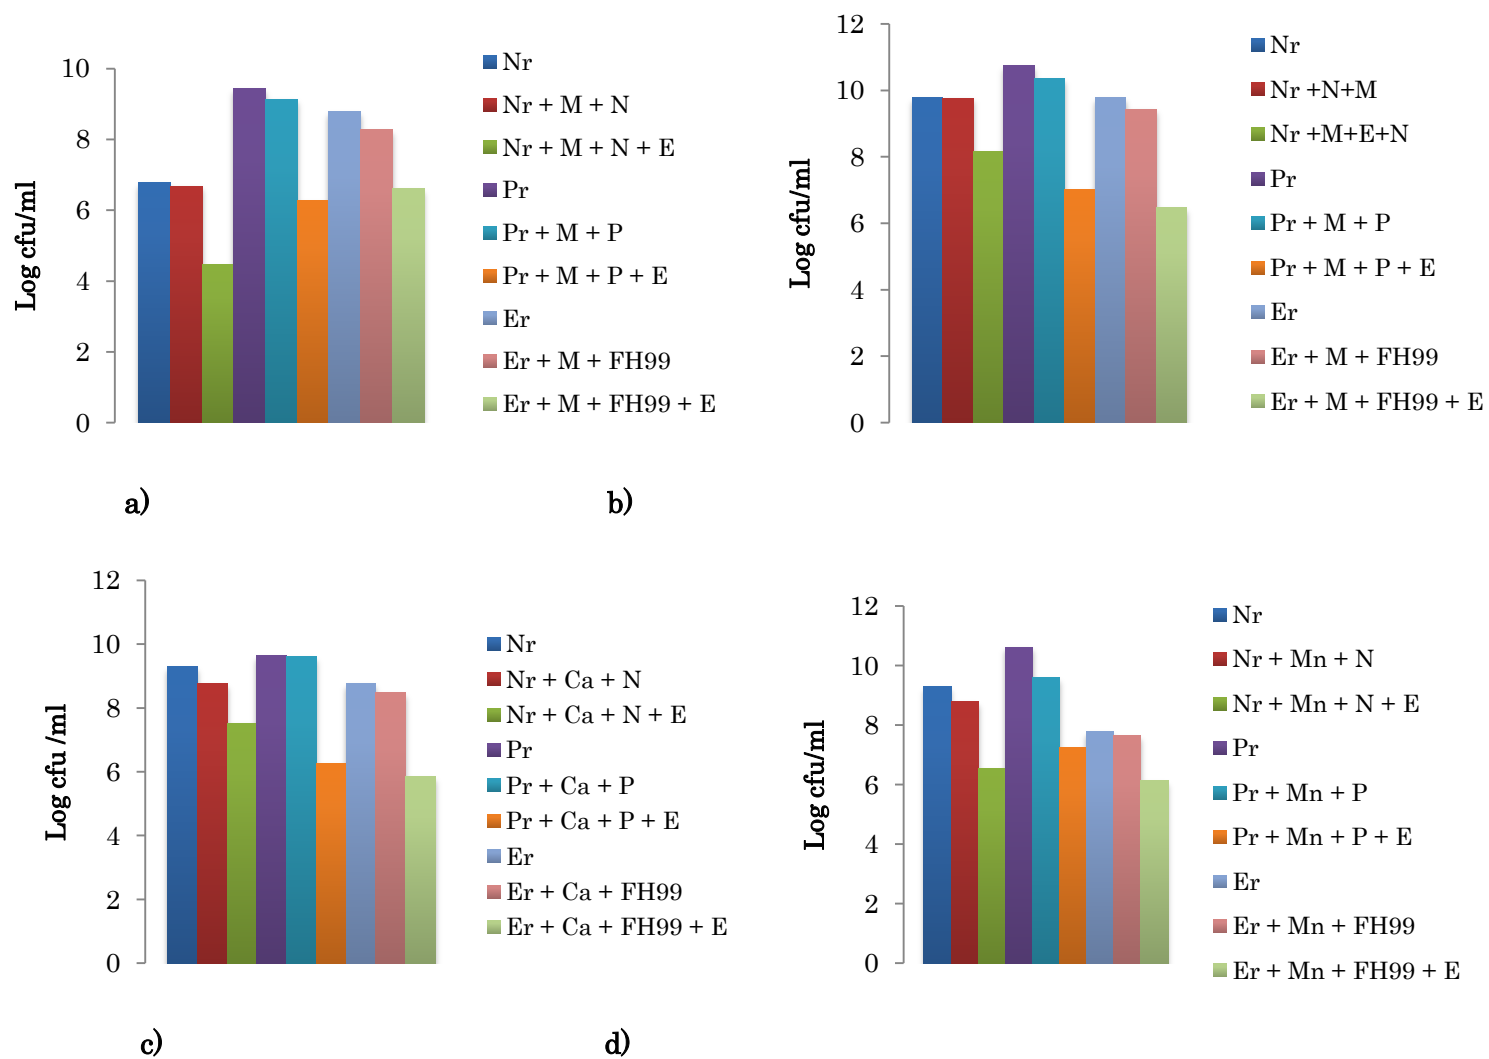 Log cfu/ml
10
8
6
4
2
0
Nr
Nr + M + N
Nr + M + N + E
Pr
Pr + M + P
Pr + M + P + E
Er
Er + M + FH99
Er + M + FH99 + E
a)
Log cfu/ml
12
10
8
6
4
2
0
Nr
Nr +N+M
Nr +M+E+N
Pr
Pr + M + P
Pr + M + P + E
Er
Er + M + FH99
Er + M + FH99 + E
b)
Log cfu /ml
12
10
8
6
4
2
0
Nr
Nr + Ca + N
Nr + Ca + N + E
Pr
Pr + Ca + P
Pr + Ca + P + E
Er
Er + Ca + FH99
Er + Ca + FH99 + E
c)
Log cfu/ml
12
10
8
6
4
2
0
Nr
Nr + Mn + N
Nr + Mn + N + E
Pr
Pr + Mn + P
Pr + Mn + P + E
Er
Er + Mn + FH99
Er + Mn + FH99 + E
d)